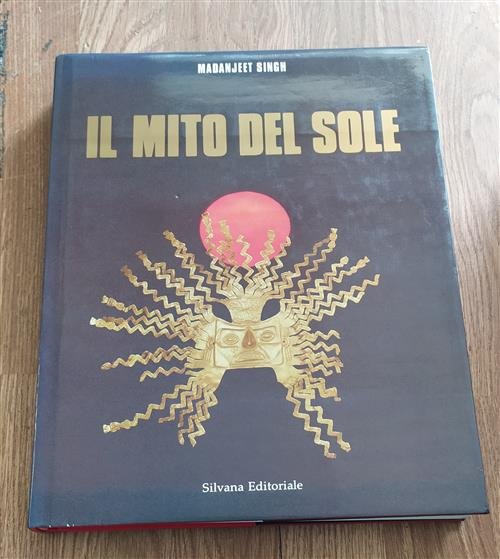 MADANJEET SINGH
IL MITO DEL SOLE
Silvana Editoriale